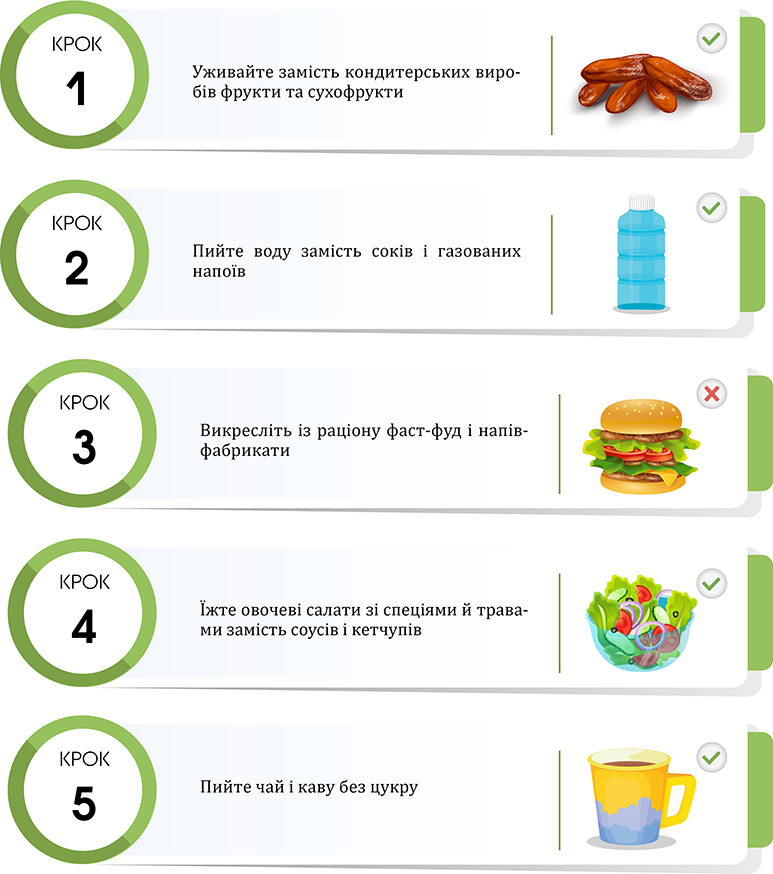 КРОК
1
Уживайте замість кондитерських виро-
бів фрукти та сухофрукти
КРОК
2
Пийте воду замість соків і газованих
напоїв
КРОК
3
Викресліть із раціону фаст-фуд і напів-
фабрикати
КРОК
4
Їжте овочеві салати зі спеціями й трава-
ми замість соусів і кетчупів
КРОК
5
Пийте чай і каву без цукру